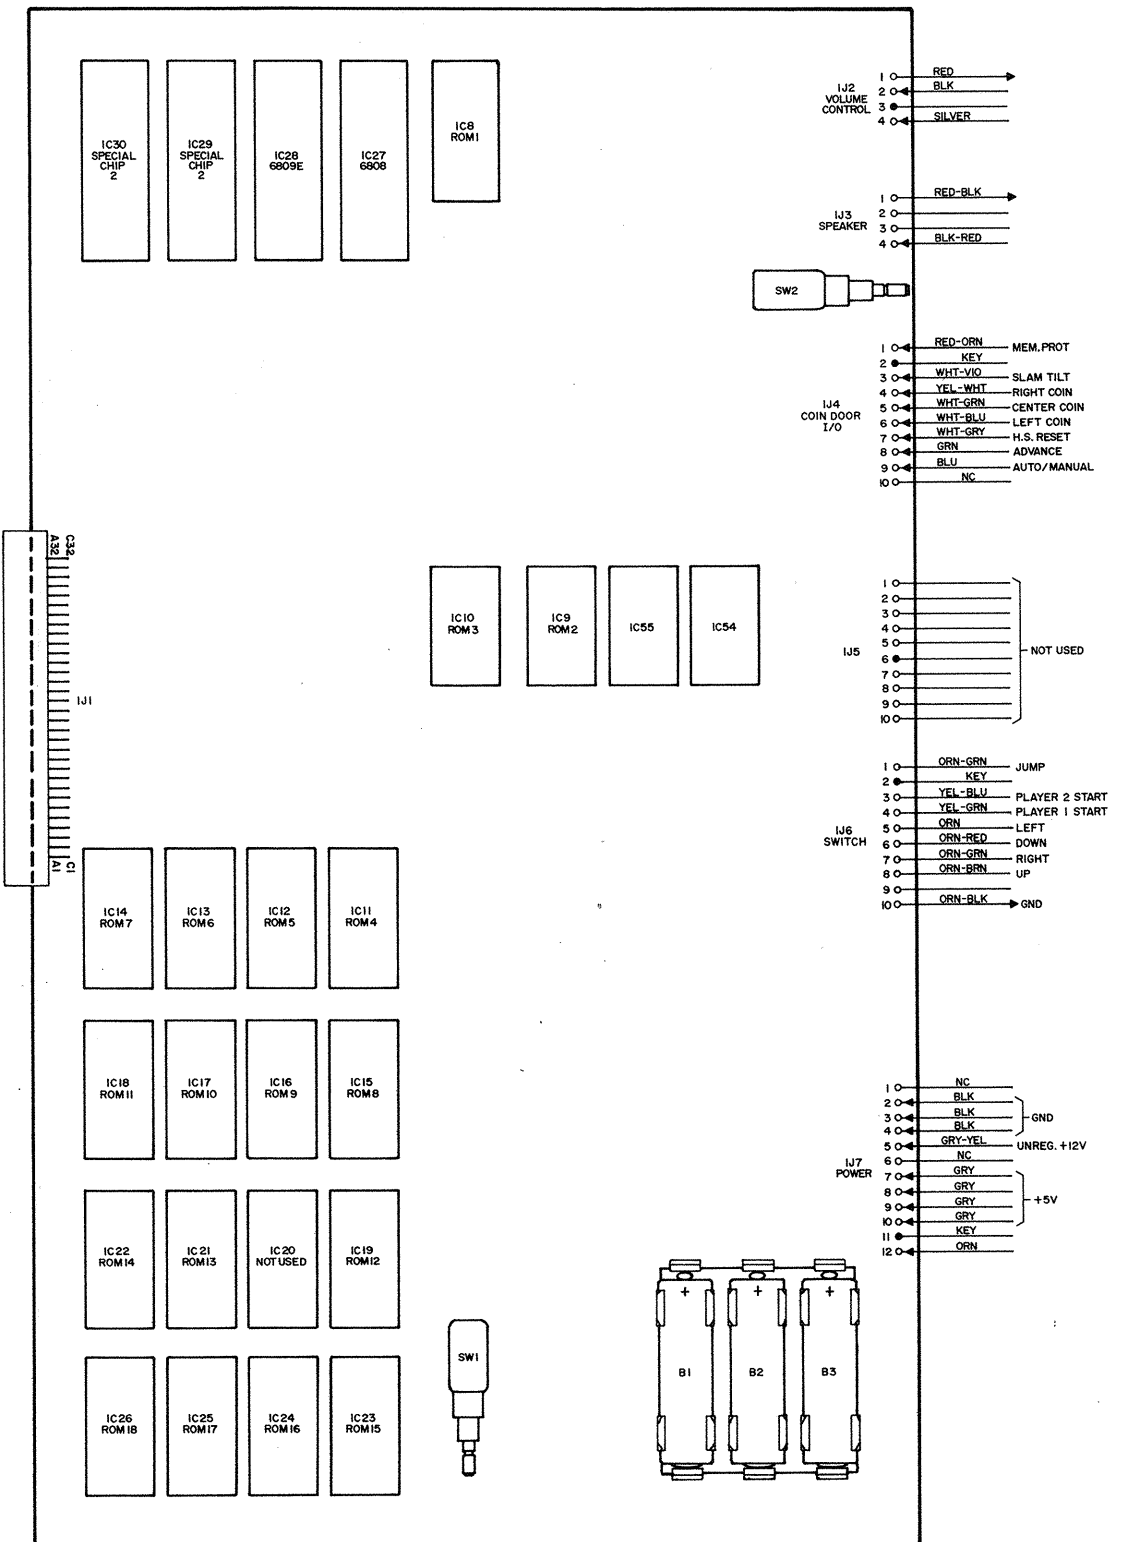 IC30
SPECIAL
CHIP
2
IC29
SPECIAL
CHIP
2
IC28
6809E
IC27
6808
IC8
ROM1
1J2
VOLUME
CONTROL
1 RED
2 BLK
3
4 SILVER
1J3
SPEAKER
1 RED-BLK
2
3
4 BLK-RED
SW2
1J4
COIN DOOR
I/O
1 RED-ORN MEM.PROT
2 KEY
3 WHT-VIO SLAM TILT
4 YEL-WHT RIGHT COIN
5 WHT-GRN CENTER COIN
6 WHT-BLU LEFT COIN
7 WHT-GRY H.S. RESET
8 GRN ADVANCE
9 BLU AUTO/MANUAL
10 NC
C32
A32
1J1
C1
A1
IC10
ROM3
IC9
ROM2
IC55
IC54
1J5
1
2
3
4
5
6
7
8
9
10
NOT USED
1J6
SWITCH
1 ORN-GRN JUMP
2 KEY
3 YEL-BLU PLAYER 2 START
4 YEL-GRN PLAYER 1 START
5 ORN LEFT
6 ORN-RED DOWN
7 ORN-GRN RIGHT
8 ORN-BRN UP
9
10 ORN-BLK GND
IC14
ROM7
IC13
ROM6
IC12
ROM5
IC11
ROM4
IC18
ROM11
IC17
ROM10
IC16
ROM9
IC15
ROM8
1J7
POWER
1 NC
2 BLK
3 BLK
4 BLK
GND
5 GRY-YEL UNREG. +12V
6 NC
7 GRY
8 GRY
9 GRY
10 GRY
+5V
11 KEY
12 ORN
IC22
ROM14
IC21
ROM13
IC20
NOT USED
IC19
ROM12
IC26
ROM18
IC25
ROM17
IC24
ROM16
IC23
ROM15
SW1
+
+
+
B1
B2
B3